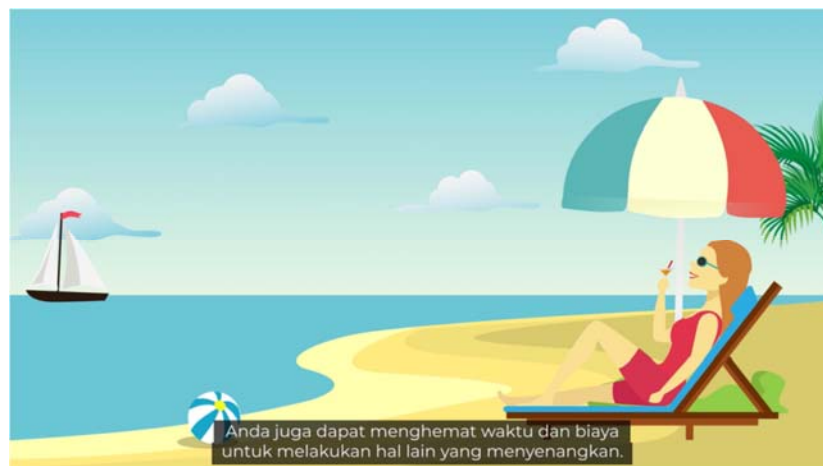 Anda juga dapat menghemat waktu dan biaya
untuk melakukan hal lain yang menyenangkan.